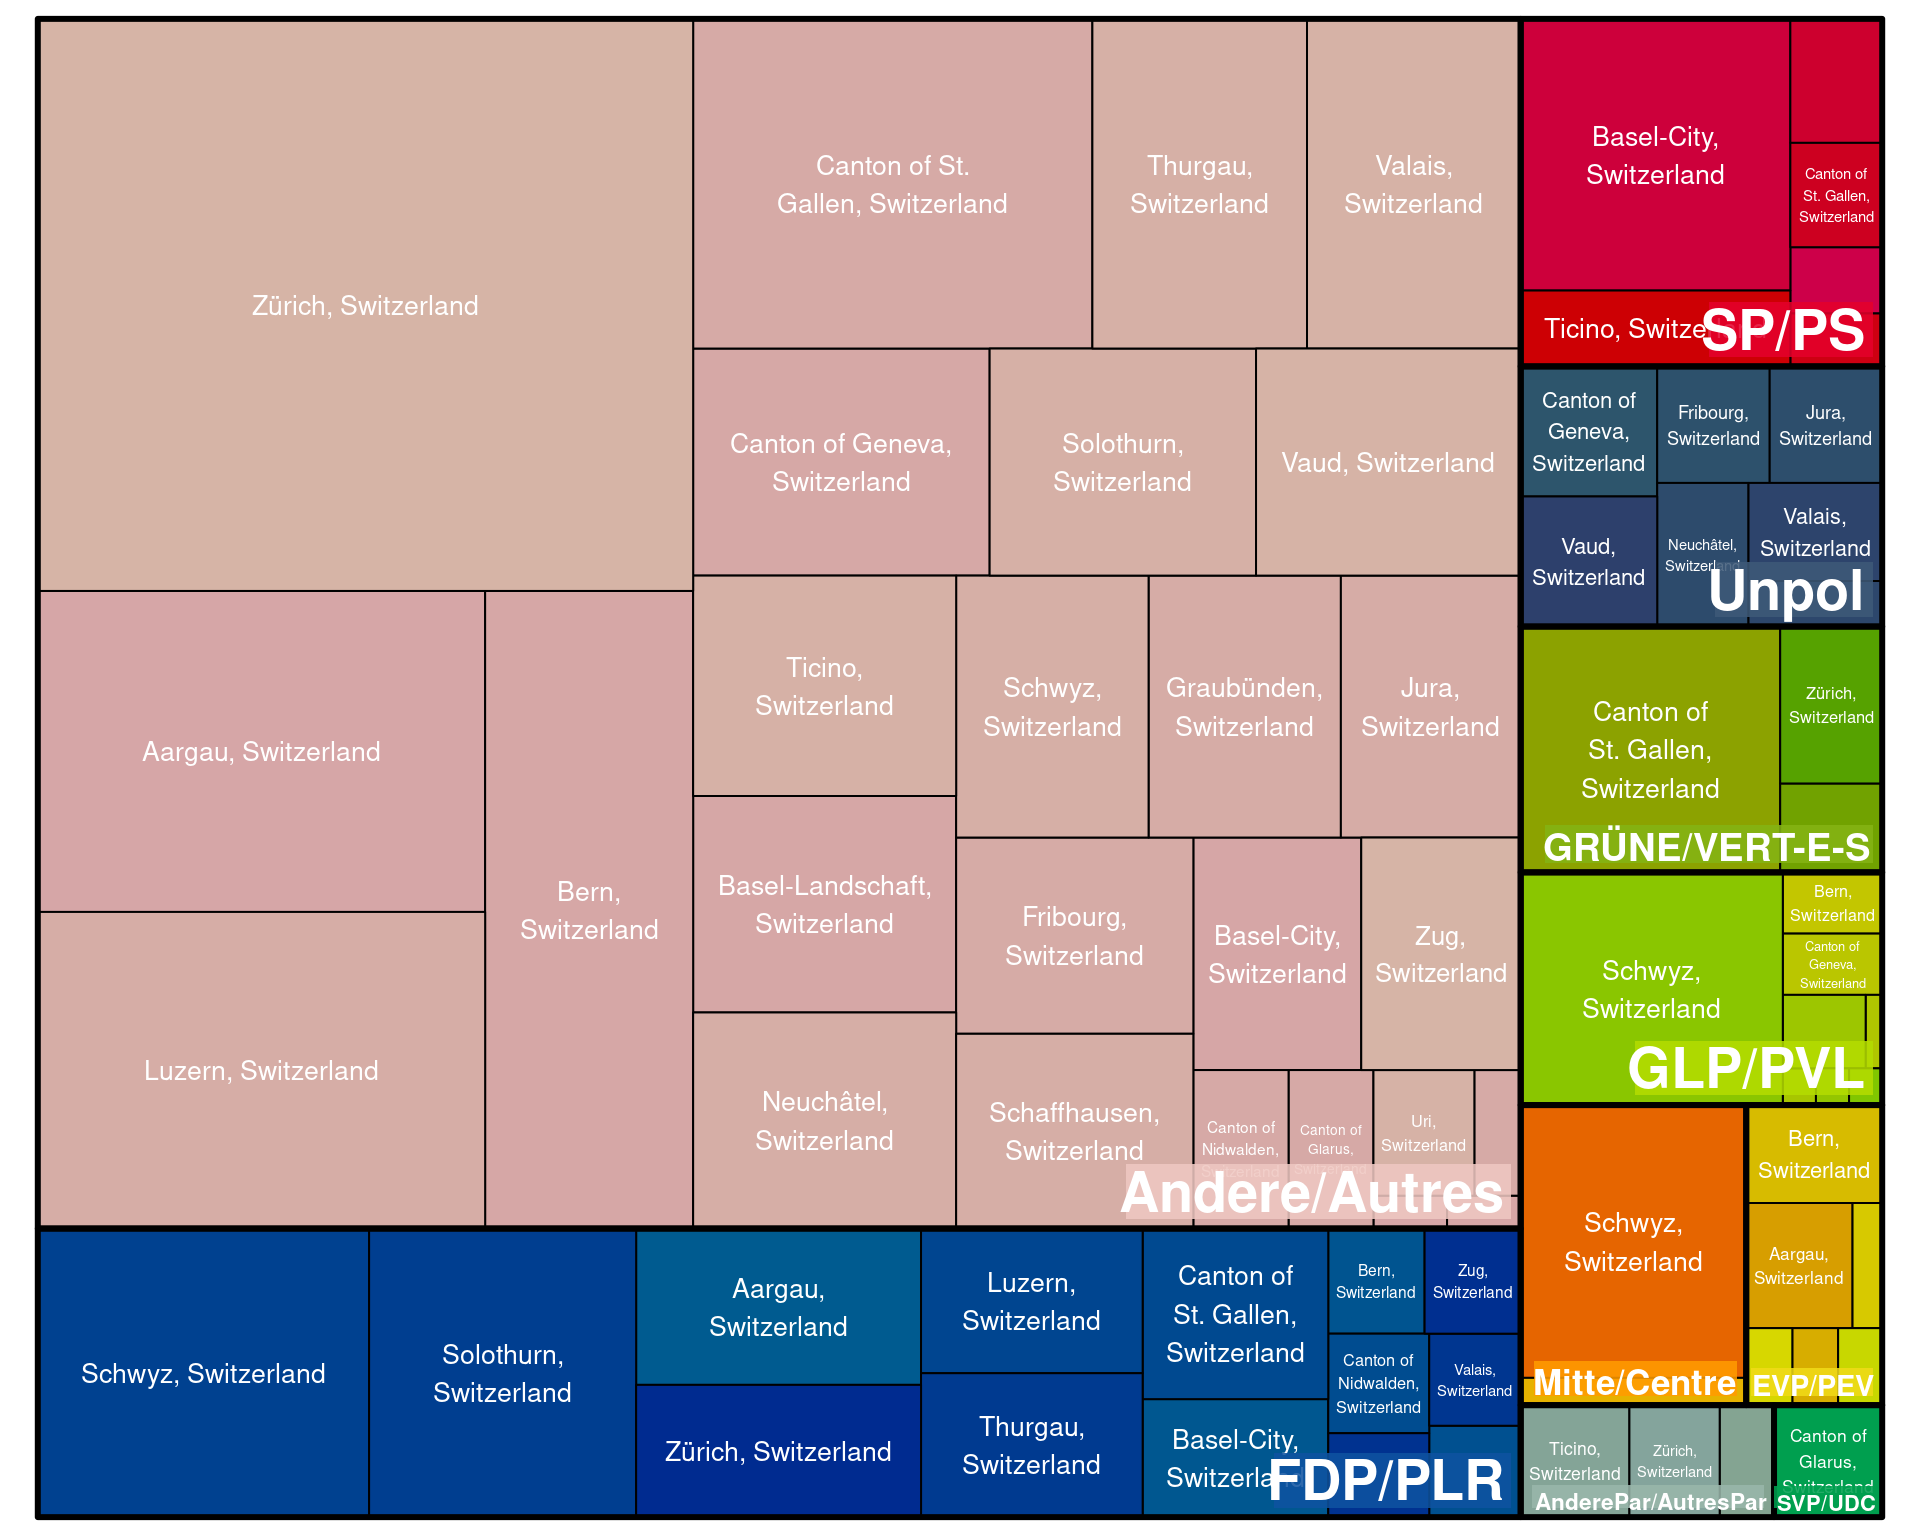 Zürich, Switzerland
Aargau, Switzerland
Luzern, Switzerland
Bern,
Switzerland
Canton of St.
Gallen, Switzerland
Thurgau,
Switzerland
Valais,
Switzerland
Canton of Geneva,
Switzerland
Solothurn,
Switzerland
Vaud, Switzerland
Ticino,
Switzerland
Basel-Landschaft,
Switzerland
Neuchâtel,
Switzerland
Schwyz,
Switzerland
Graubünden,
Switzerland
Jura,
Switzerland
Fribourg,
Switzerland
Schaffhausen,
Switzerland
Basel-City,
Switzerland
Zug,
Switzerland
Canton of
Nidwalden,
Switzerland
Canton of
Glarus,
Switzerland
Uri,
Switzerland
Andere/Autres
Schwyz, Switzerland
Solothurn,
Switzerland
Aargau,
Switzerland
Zürich, Switzerland
Luzern,
Switzerland
Thurgau,
Switzerland
Canton of
St. Gallen,
Switzerland
Basel-City,
Switzerland
Bern,
Switzerland
Zug,
Switzerland
Canton of
Nidwalden,
Switzerland
Valais,
Switzerland
FDP/PLR
Basel-City,
Switzerland
Canton of
St. Gallen,
Switzerland
Ticino, Switzerland
SP/PS
Canton of
Geneva,
Switzerland
Fribourg,
Switzerland
Jura,
Switzerland
Vaud,
Switzerland
Neuchâtel,
Switzerland
Valais,
Switzerland
Unpol
Canton of
St. Gallen,
Switzerland
Zürich,
Switzerland
GRÜNE/VERT-E-S
Schwyz,
Switzerland
Bern,
Switzerland
Canton of
Geneva,
Switzerland
GLP/PVL
Schwyz,
Switzerland
Mitte/Centre
Bern,
Switzerland
Aargau,
Switzerland
EVP/PEV
Ticino,
Switzerland
Zürich,
Switzerland
AnderePar/AutresPar
Canton of
Glarus,
Switzerland
SVP/UDC